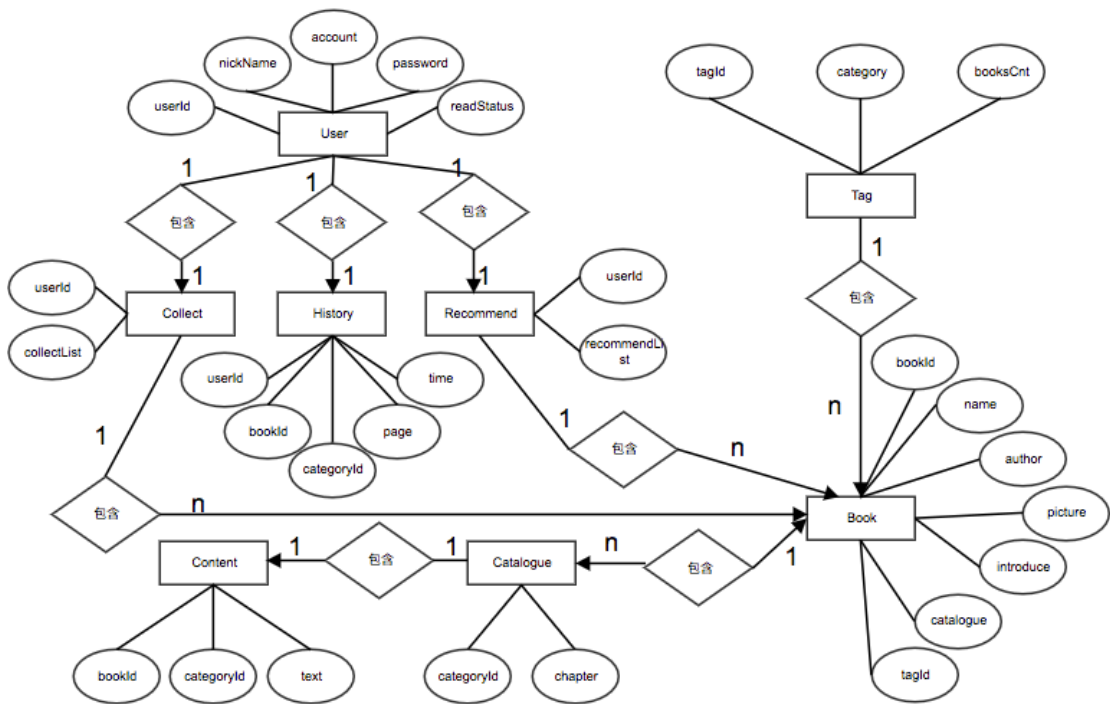 account
nickName
password
userId
readStatus
User
tagId
category
booksCnt
Tag
1
1
1
1
包含
包含
包含
包含
1
1
1
n
userId
collectList
Collect
History
Recommend
userId
recommendLi
st
userId
bookId
categoryId
page
time
1
包含
n
1
包含
n
bookId
name
author
picture
introduce
catalogue
tagId
Book
Content
1
包含
1
Catalogue
n
包含
1
bookId
categoryId
text
categoryId
chapter